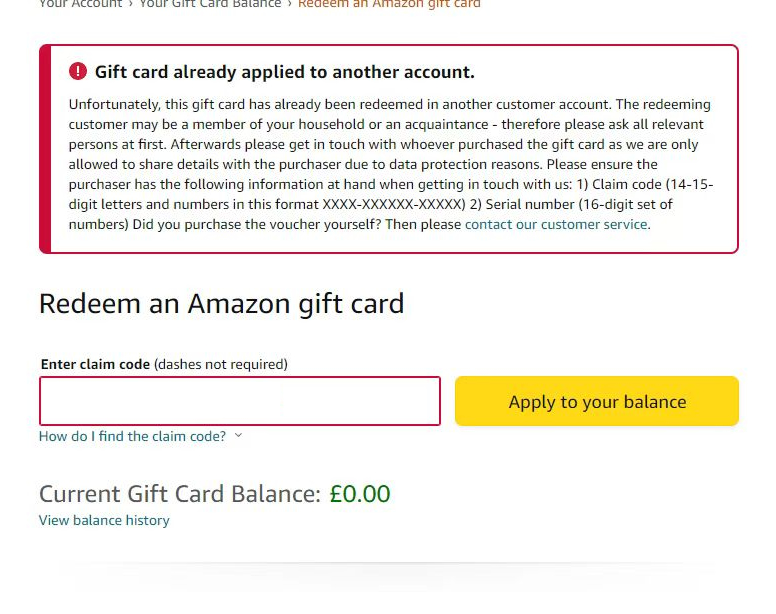 Your Account › Your Gift Card Balance › Redeem an Amazon gift card
! Gift card already applied to another account.
Unfortunately, this gift card has already been redeemed in another customer account. The redeeming
customer may be a member of your household or an acquaintance - therefore please ask all relevant
persons at first. Afterwards please get in touch with whoever purchased the gift card as we are only
allowed to share details with the purchaser due to data protection reasons. Please ensure the
purchaser has the following information at hand when getting in touch with us: 1) Claim code (14-15-
digit letters and numbers in this format XXXX-XXXXXX-XXXXX) 2) Serial number (16-digit set of
numbers) Did you purchase the voucher yourself? Then please contact our customer service.
Redeem an Amazon gift card
Enter claim code (dashes not required)
Apply to your balance
How do I find the claim code?
Current Gift Card Balance: £0.00
View balance history